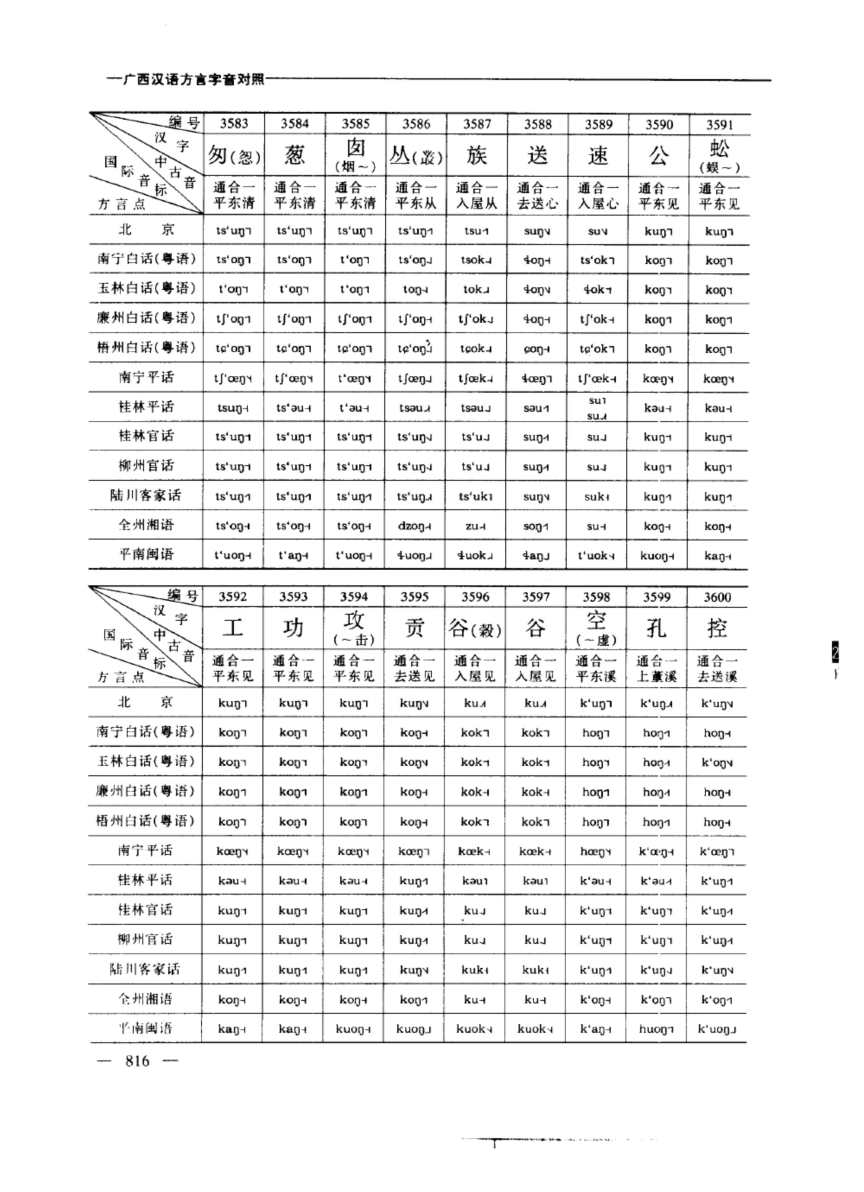 一广西汉语方言字音对照
编号 3583 3584 3585 3586 3587 3588 3589 3590 3591
汉字 匆(怱) 葱 囱(烟～) 丛(叢) 族 送 速 公 蚣(蜈～)
国际音标 中古音 方言点 通合一平东清 通合一平东清 通合一平东清 通合一平东从 通合一入屋从 通合一去送心 通合一入屋心 通合一平东见 通合一平东见
北京 tsʻuŋ˥ tsʻuŋ˥ tsʻuŋ˥ tsʻuŋ tsu suŋ˅ su˅ kuŋ˥ kuŋ˥
南宁白话(粤语) tsʻoŋ˥ tsʻoŋ˥ tʻoŋ˥ tsʻoŋ tsok ɬoŋ tsʻok˥ koŋ˥ koŋ˥
玉林白话(粤语) tʻoŋ tʻoŋ tʻoŋ toŋ tok ɬoŋ ɬok koŋ koŋ
廉州白话(粤语) tʃʻoŋ tʃʻoŋ tʃʻoŋ tʃʻoŋ tʃʻok ɬoŋ tʃʻok koŋ koŋ
梧州白话(粤语) tɕʻoŋ˥ tɕʻoŋ˥ tɕʻoŋ˥ tɕʻoŋ tɕok ɕoŋ tɕʻok˥ koŋ˥ koŋ˥
南宁平话 tʃʻœŋ tʃʻœŋ tʻœŋ tʃœŋ tʃœk ɬœŋ˥ tʃʻœk kœŋ kœŋ
桂林平话 tsuŋ tsʻəu tʻəu tsəu tsəu səu su˥ su kəu kəu
桂林官话 tsʻuŋ tsʻuŋ tsʻuŋ tsʻuŋ tsʻu suŋ su kuŋ kuŋ
柳州官话 tsʻuŋ tsʻuŋ tsʻuŋ tsʻuŋ tsʻu suŋ su kuŋ kuŋ
陆川客家话 tsʻuŋ tsʻuŋ tsʻuŋ tsʻuŋ tsʻuk suŋ suk kuŋ kuŋ
全州湘语 tsʻoŋ tsʻoŋ tsʻoŋ dzoŋ zu soŋ su koŋ koŋ
平南闽语 tʻuoŋ tʻaŋ tʻuoŋ ɬuoŋ ɬuok ɬaŋ tʻuok kuoŋ kaŋ
编号 3592 3593 3594 3595 3596 3597 3598 3599 3600
汉字 工 功 攻(～击) 贡 谷(穀) 谷 空(～虚) 孔 控
国际音标 中古音 方言点 通合一平东见 通合一平东见 通合一平东见 通合一去送见 通合一入屋见 通合一入屋见 通合一平东溪 通合一上董溪 通合一去送溪
北京 kuŋ˥ kuŋ˥ kuŋ˥ kuŋ˅ ku ku kʻuŋ˥ kʻuŋ kʻuŋ˅
南宁白话(粤语) koŋ˥ koŋ˥ koŋ˥ koŋ kok˥ kok˥ hoŋ˥ hoŋ hoŋ
玉林白话(粤语) koŋ koŋ koŋ koŋ kok kok hoŋ hoŋ kʻoŋ
廉州白话(粤语) koŋ koŋ koŋ koŋ kok kok hoŋ hoŋ hoŋ
梧州白话(粤语) koŋ˥ koŋ˥ koŋ˥ koŋ kok˥ kok˥ hoŋ˥ hoŋ hoŋ
南宁平话 kœŋ kœŋ kœŋ kœŋ˥ kœk kœk hœŋ kʻœŋ kʻœŋ˥
桂林平话 kəu kəu kəu kuŋ kəu˥ kəu˥ kʻəu kʻəu kʻuŋ
桂林官话 kuŋ kuŋ kuŋ kuŋ ku ku kʻuŋ kʻuŋ˥ kʻuŋ
柳州官话 kuŋ kuŋ kuŋ kuŋ ku ku kʻuŋ kʻuŋ˥ kʻuŋ
陆川客家话 kuŋ kuŋ kuŋ kuŋ kuk kuk kʻuŋ kʻuŋ kʻuŋ
全州湘语 koŋ koŋ koŋ koŋ ku ku kʻoŋ kʻoŋ˥ kʻoŋ
平南闽语 kaŋ kaŋ kuoŋ kuoŋ kuok kuok kʻaŋ huoŋ kʻuoŋ
— 816 —